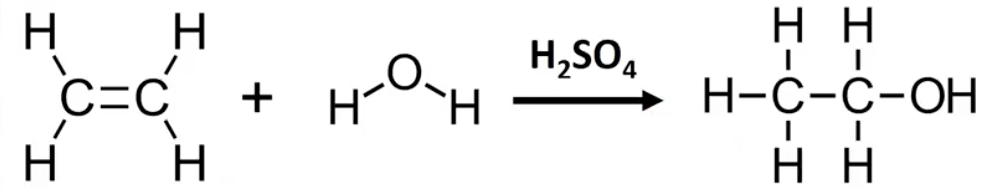 H H H H
H₂SO₄
C=C + H O H H–C–C–OH
H H H H